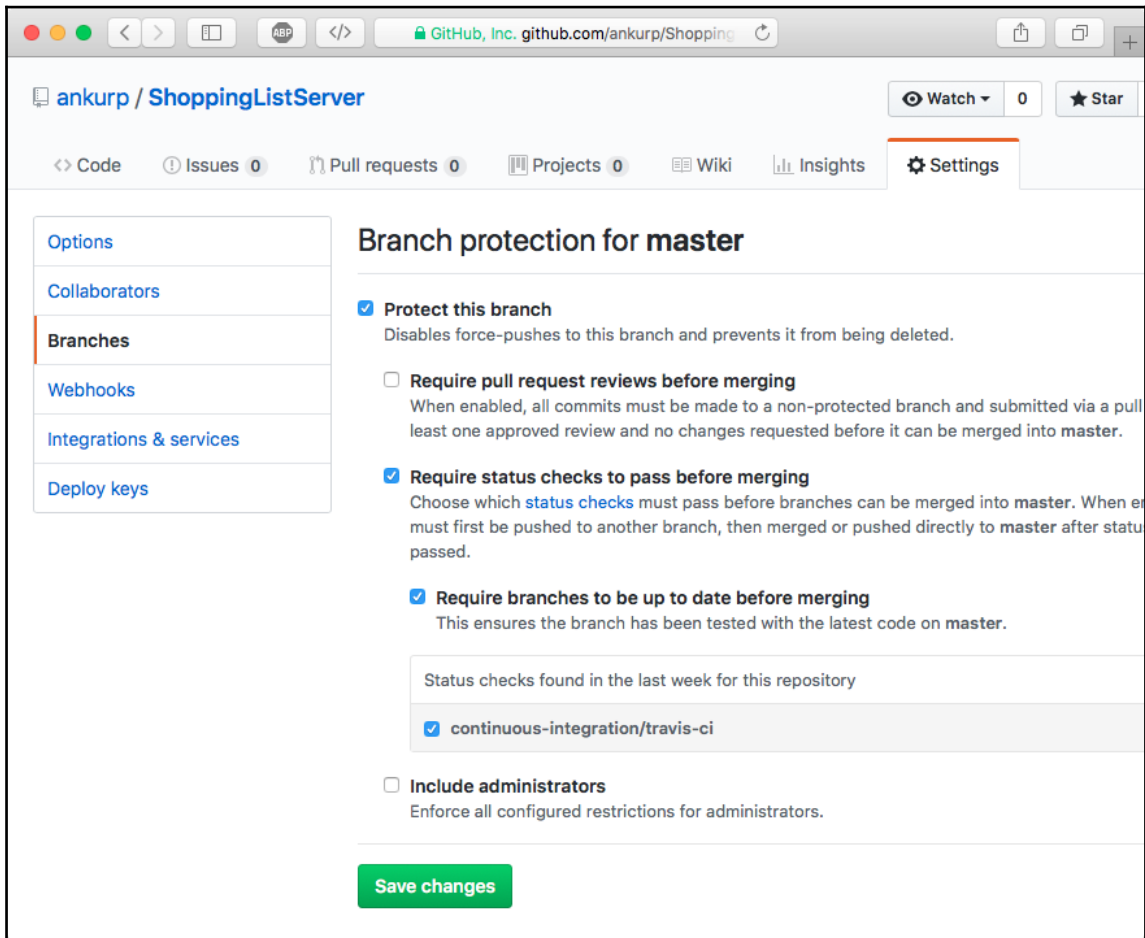 ABP
</>
GitHub, Inc. github.com/ankurp/Shopping
ankurp / ShoppingListServer
Watch 0
Star
<> Code
Issues 0
Pull requests 0
Projects 0
Wiki
Insights
Settings
Options
Collaborators
Branches
Webhooks
Integrations & services
Deploy keys
Branch protection for master
Protect this branch
Disables force-pushes to this branch and prevents it from being deleted.
Require pull request reviews before merging
When enabled, all commits must be made to a non-protected branch and submitted via a pull
least one approved review and no changes requested before it can be merged into master.
Require status checks to pass before merging
Choose which status checks must pass before branches can be merged into master. When
must first be pushed to another branch, then merged or pushed directly to master after
passed.
Require branches to be up to date before merging
This ensures the branch has been tested with the latest code on master.
Status checks found in the last week for this repository
continuous-integration/travis-ci
Include administrators
Enforce all configured restrictions for administrators.
Save changes